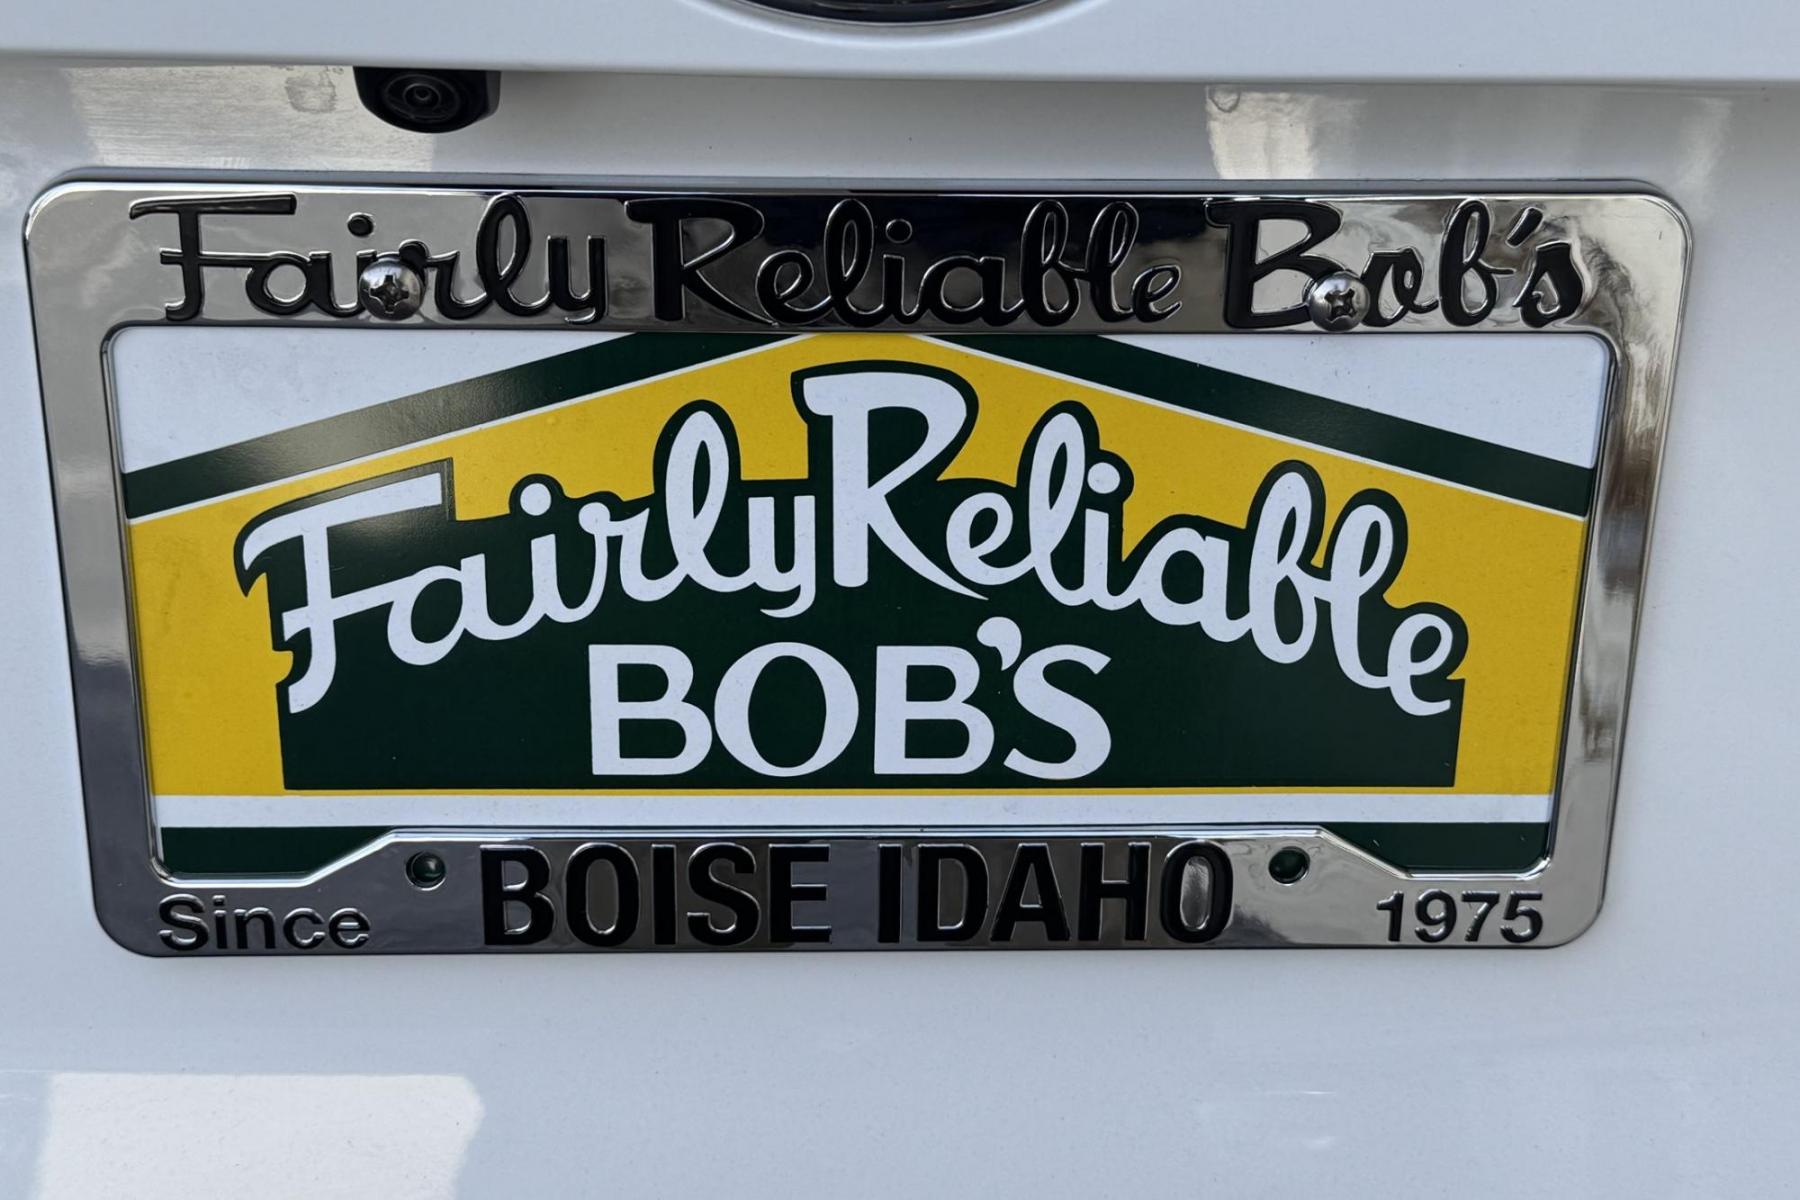 Fairly Reliable Bob's
Fairly Reliable
BOB'S
Since BOISE IDAHO 1975